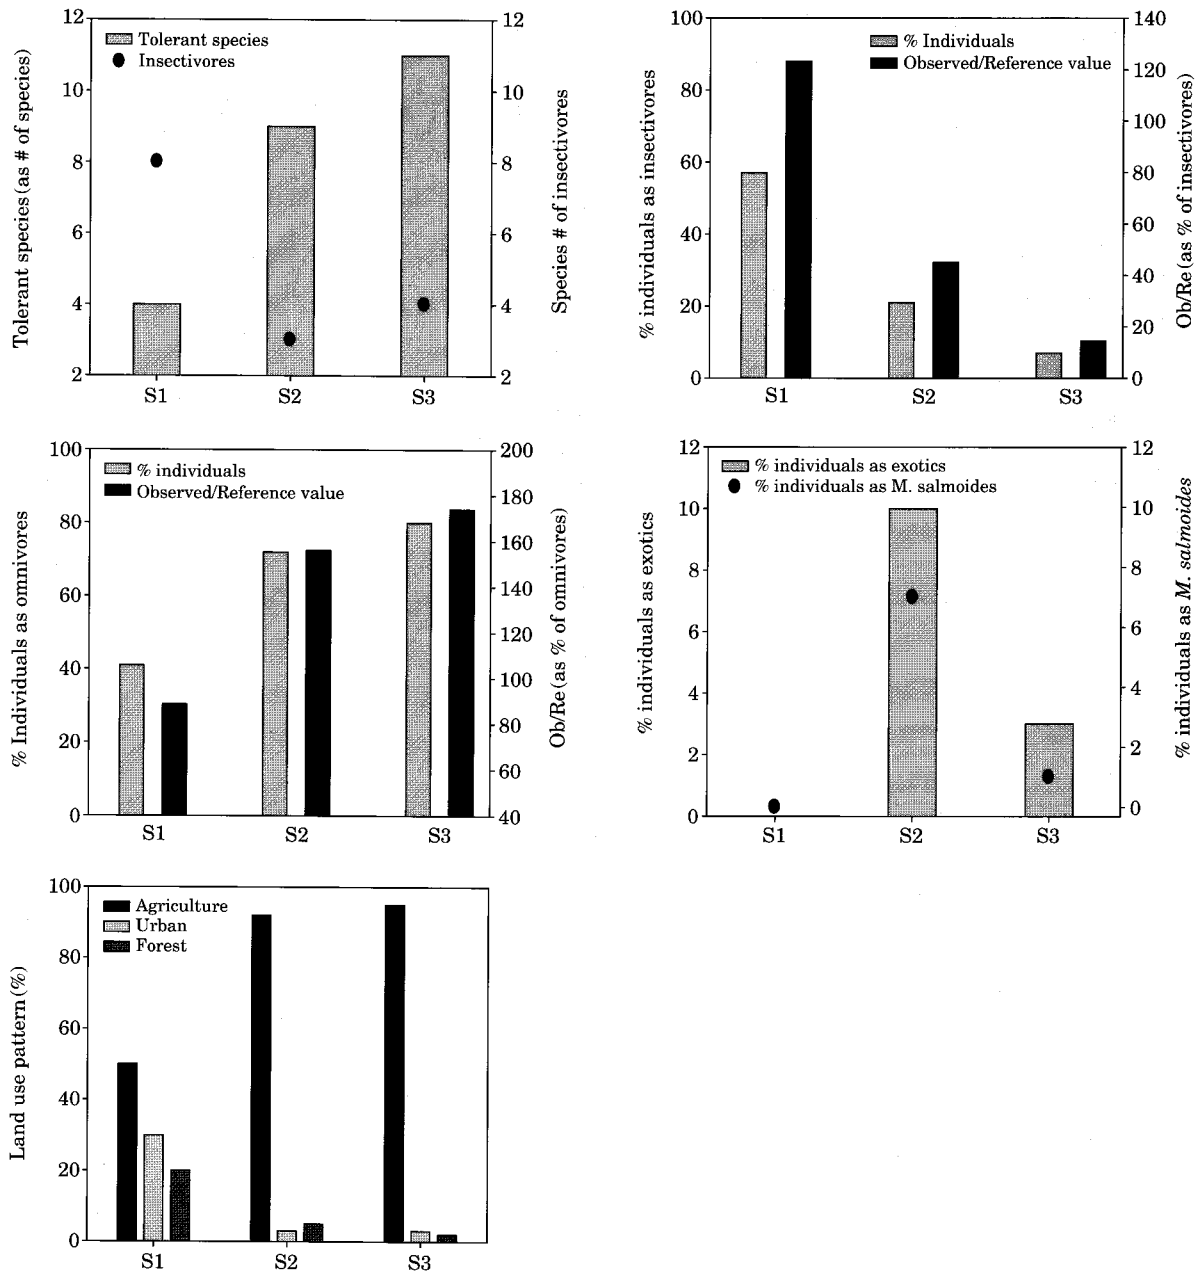 Tolerant species (as # of species)
12
10
8
6
4
2
Tolerant species
Insectivores
12
10
8
6
4
2
Species # of insectivores
S1 S2 S3
% individuals as insectivores
100
80
60
40
20
0
% Individuals
Observed/Reference value
140
120
100
80
60
40
20
0
Ob/Re (as % of insectivores)
S1 S2 S3
% Individuals as omnivores
100
80
60
40
20
0
% individuals
Observed/Reference value
200
180
160
140
120
100
90
60
40
Ob/Re (as % of omnivores)
S1 S2 S3
% individuals as exotics
12
10
8
6
4
2
0
% individuals as exotics
% individuals as M. salmoides
12
10
8
6
4
2
0
% individuals as M. salmoides
S1 S2 S3
Land use pattern (%)
100
80
60
40
20
0
Agriculture
Urban
Forest
S1 S2 S3